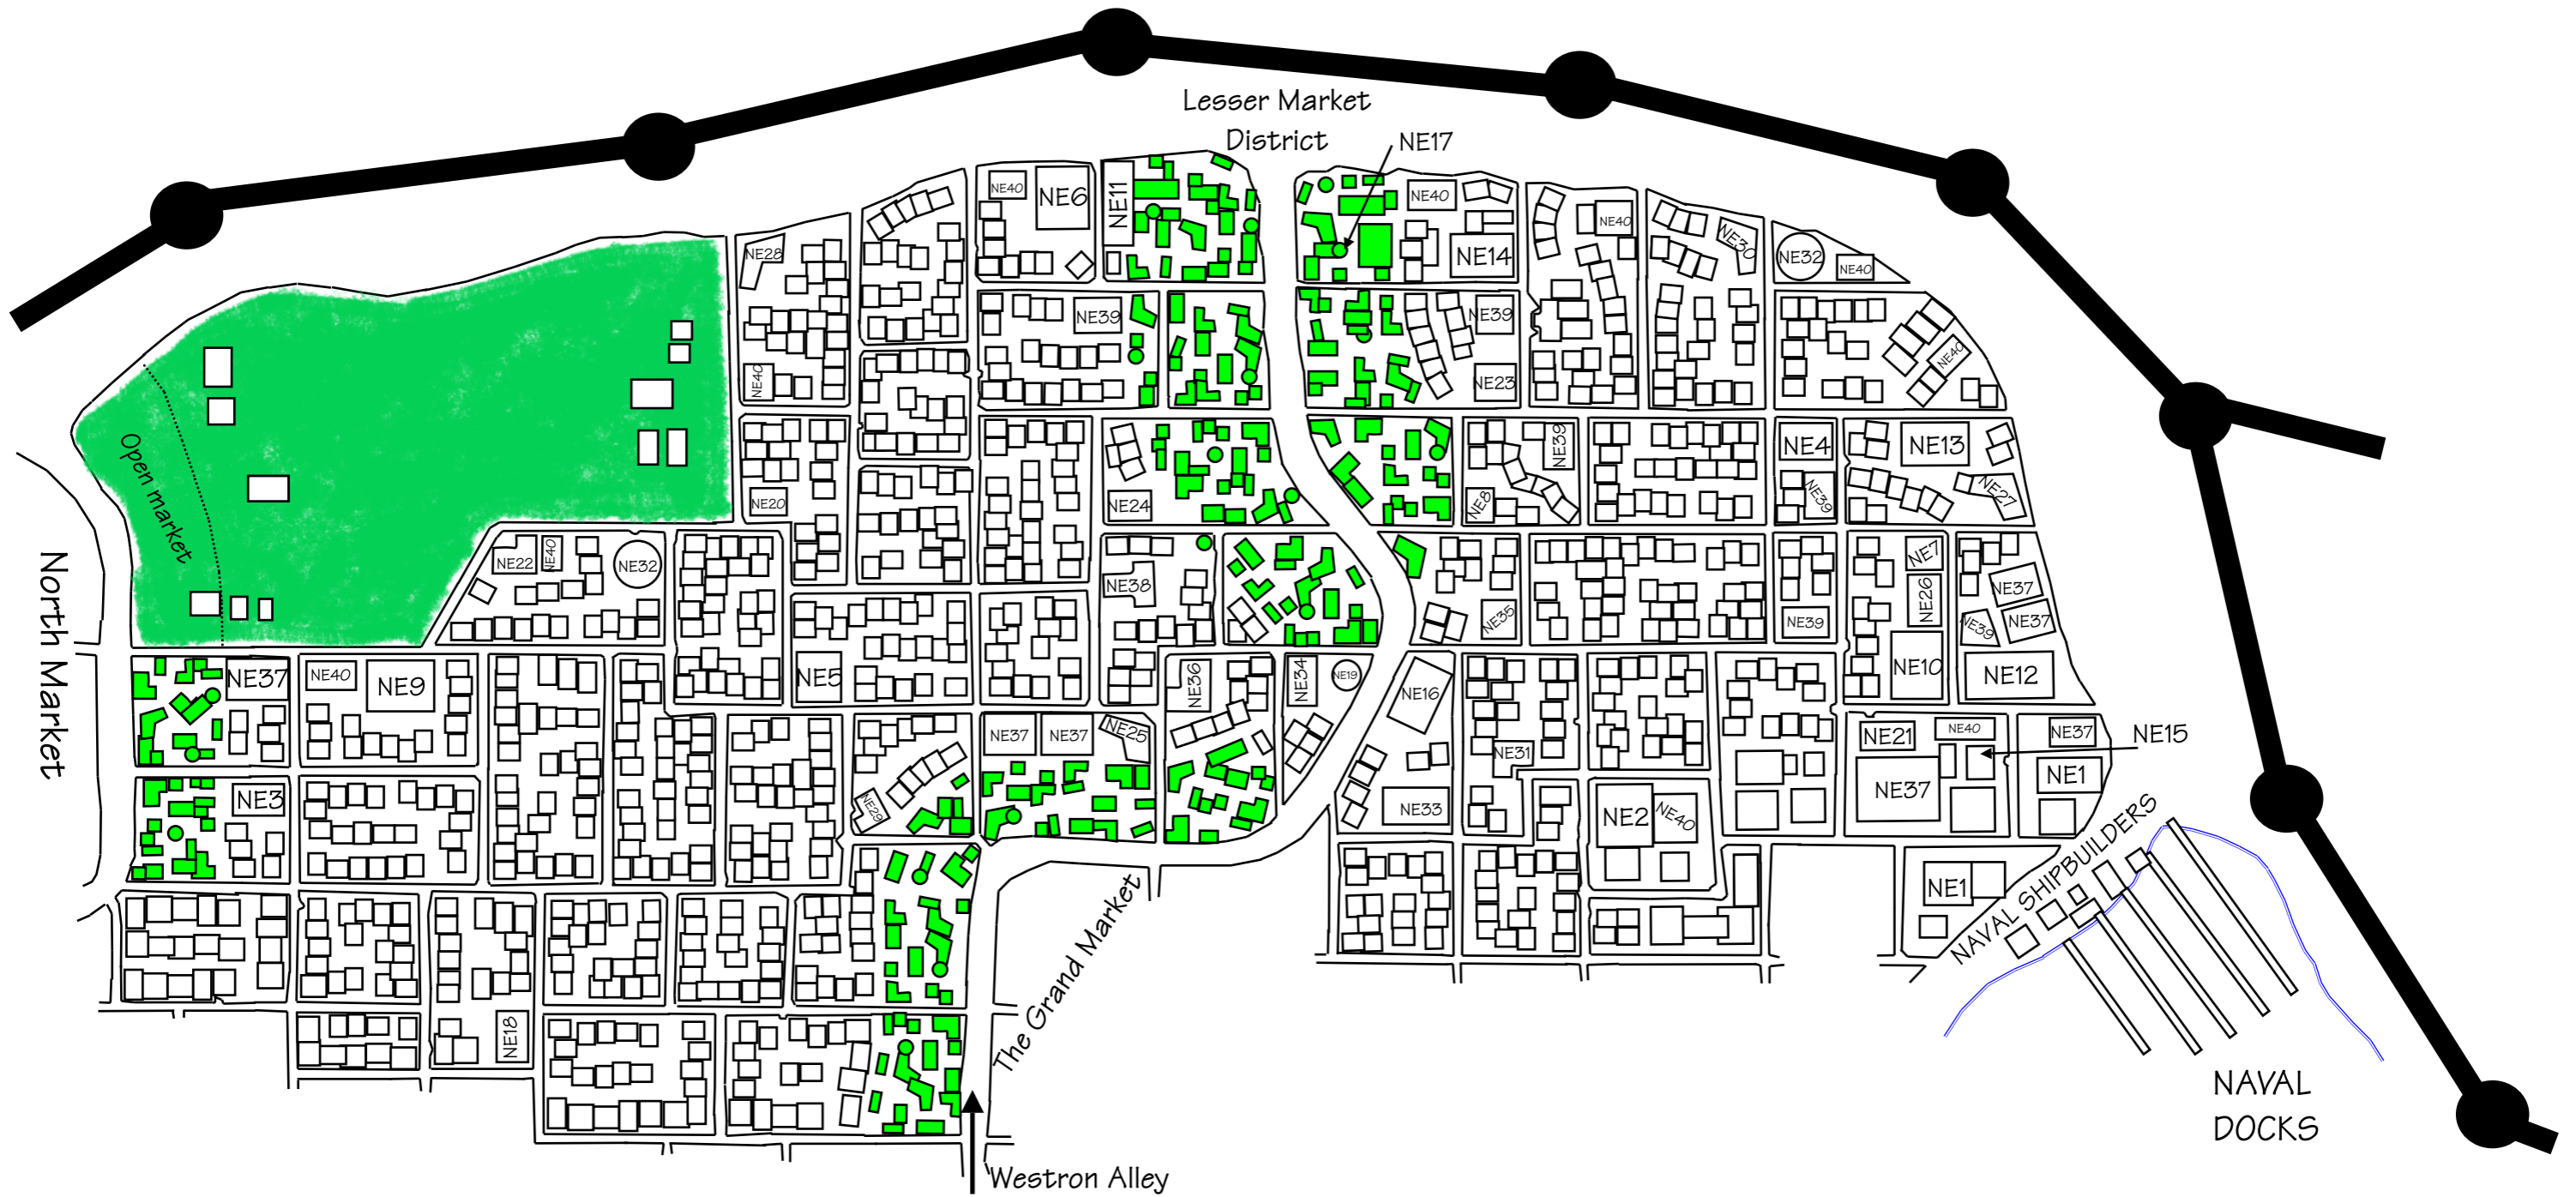 Lesser Market
District
NE17
NE40
NE6
NE11
NE40
NE14
NE40
NE30
NE32
NE40
NE28
NE40
NE39
NE39
NE23
NE40
Open market
NE20
NE24
NE8
NE39
NE4
NE39
NE13
NE27
North Market
NE22
NE40
NE32
NE38
NE35
NE39
NE7
NE26
NE37
NE37
NE39
NE37
NE40
NE9
NE5
NE36
NE34
NE19
NE16
NE10
NE12
NE37
NE37
NE25
NE31
NE21
NE40
NE37
NE15
NE3
NE29
NE33
NE2
NE40
NE37
NE1
NE1
NAVAL SHIPBUILDERS
The Grand Market
NE18
NAVAL
DOCKS
Westron Alley